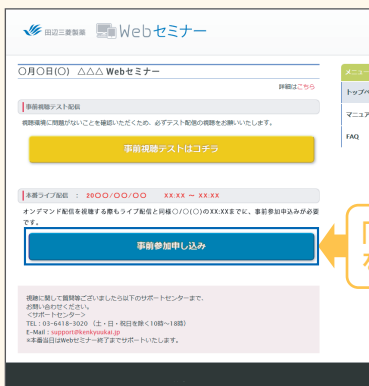 田辺三菱製薬 Webセミナー
〇月〇日(〇) △△△ Webセミナー
詳細はこちら
事前視聴テスト配信
視聴環境に問題がないことを確認いただくため、必ずテスト配信の視聴をお願いいたします。
事前視聴テストはコチラ
本番ライブ配信 : 20〇〇/〇〇/〇〇 XX:XX ～ XX:XX
オンデマンド配信を視聴する際もライブ配信と同様〇/〇(〇)のXX:XXまでに、事前参加申込みが必要
です。
事前参加申し込み
視聴に関して質問等ございましたら以下のサポートセンターまで、
お問い合わせください。
<サポートセンター>
TEL:03-6418-3020 (土・日・祝日を除く10時～18時)
E-Mail:support@kenkyuukai.jp
※本番当日はWebセミナー終了までサポートいたします。
メニュー
トップペ
マニュア
FAQ